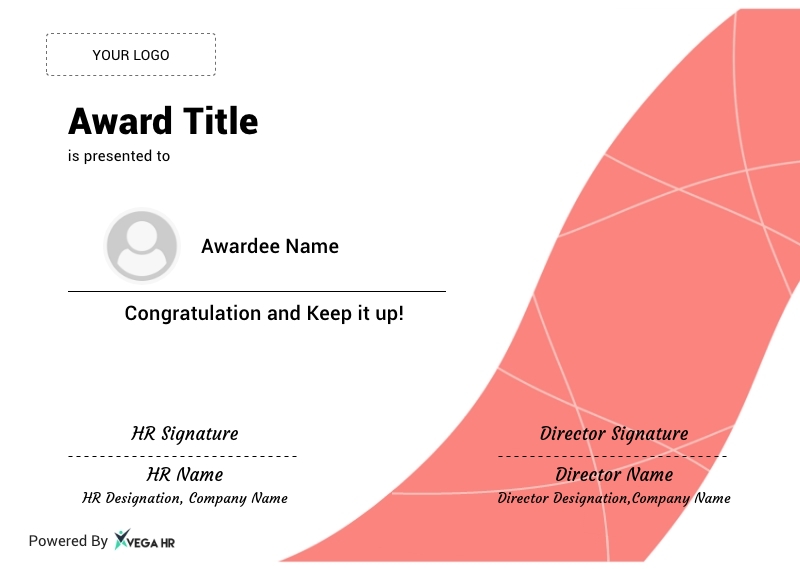 YOUR LOGO
Award Title
is presented to
Awardee Name
Congratulation and Keep it up!
HR Signature
HR Name
HR Designation, Company Name
Director Signature
Director Name
Director Designation,Company Name
Powered By VEGA HR